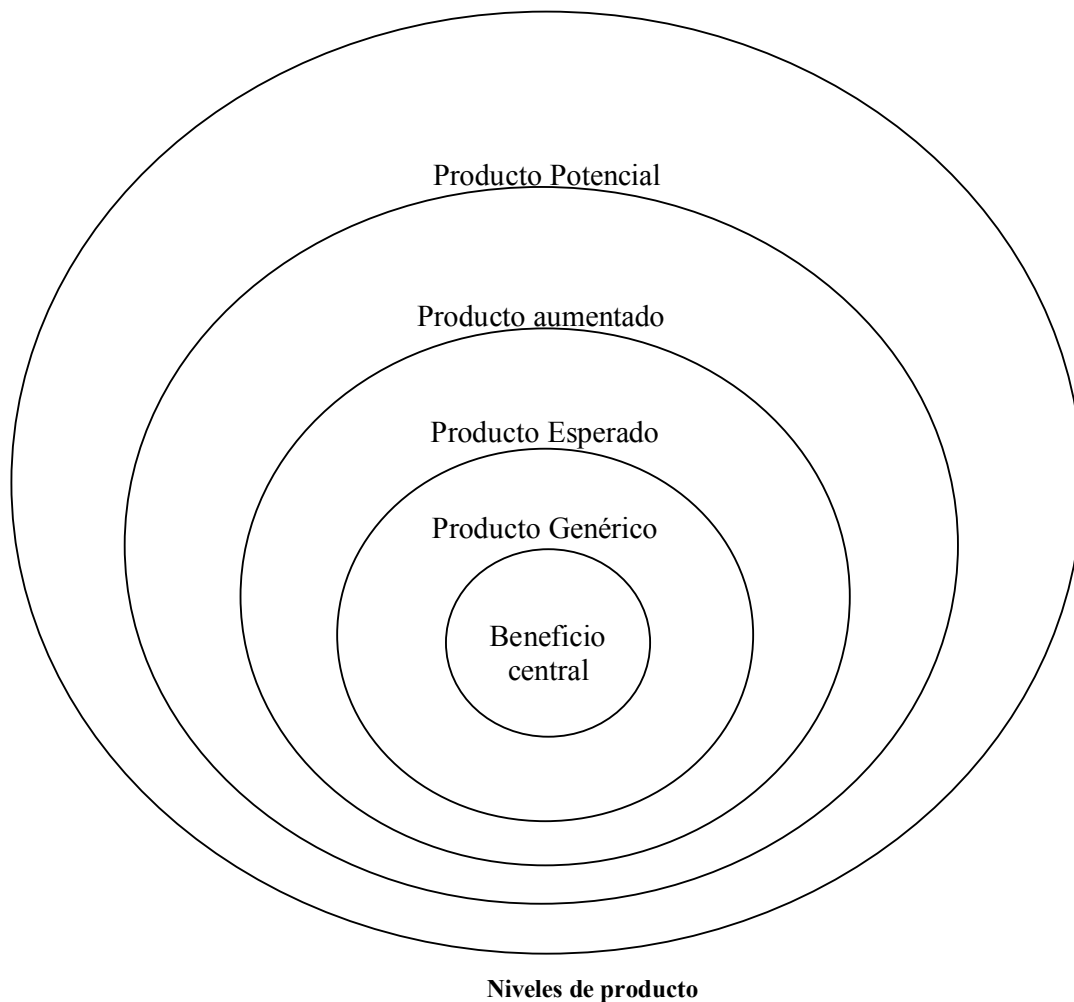 Producto Potencial
Producto aumentado
Producto Esperado
Producto Genérico
Beneficio
central
Niveles de producto